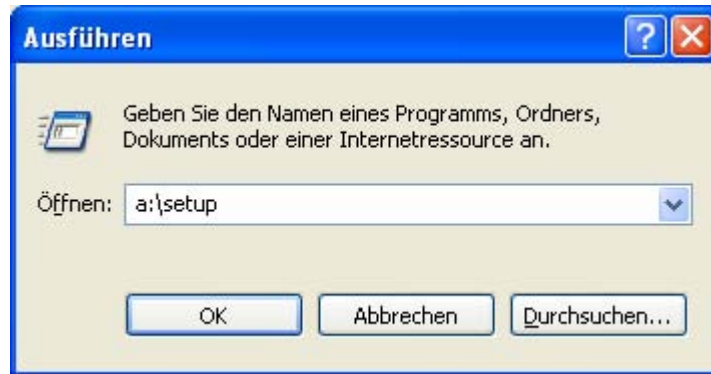 Ausführen
Geben Sie den Namen eines Programms, Ordners,
Dokuments oder einer Internetressource an.
Öffnen: a:\setup
OK Abbrechen Durchsuchen...